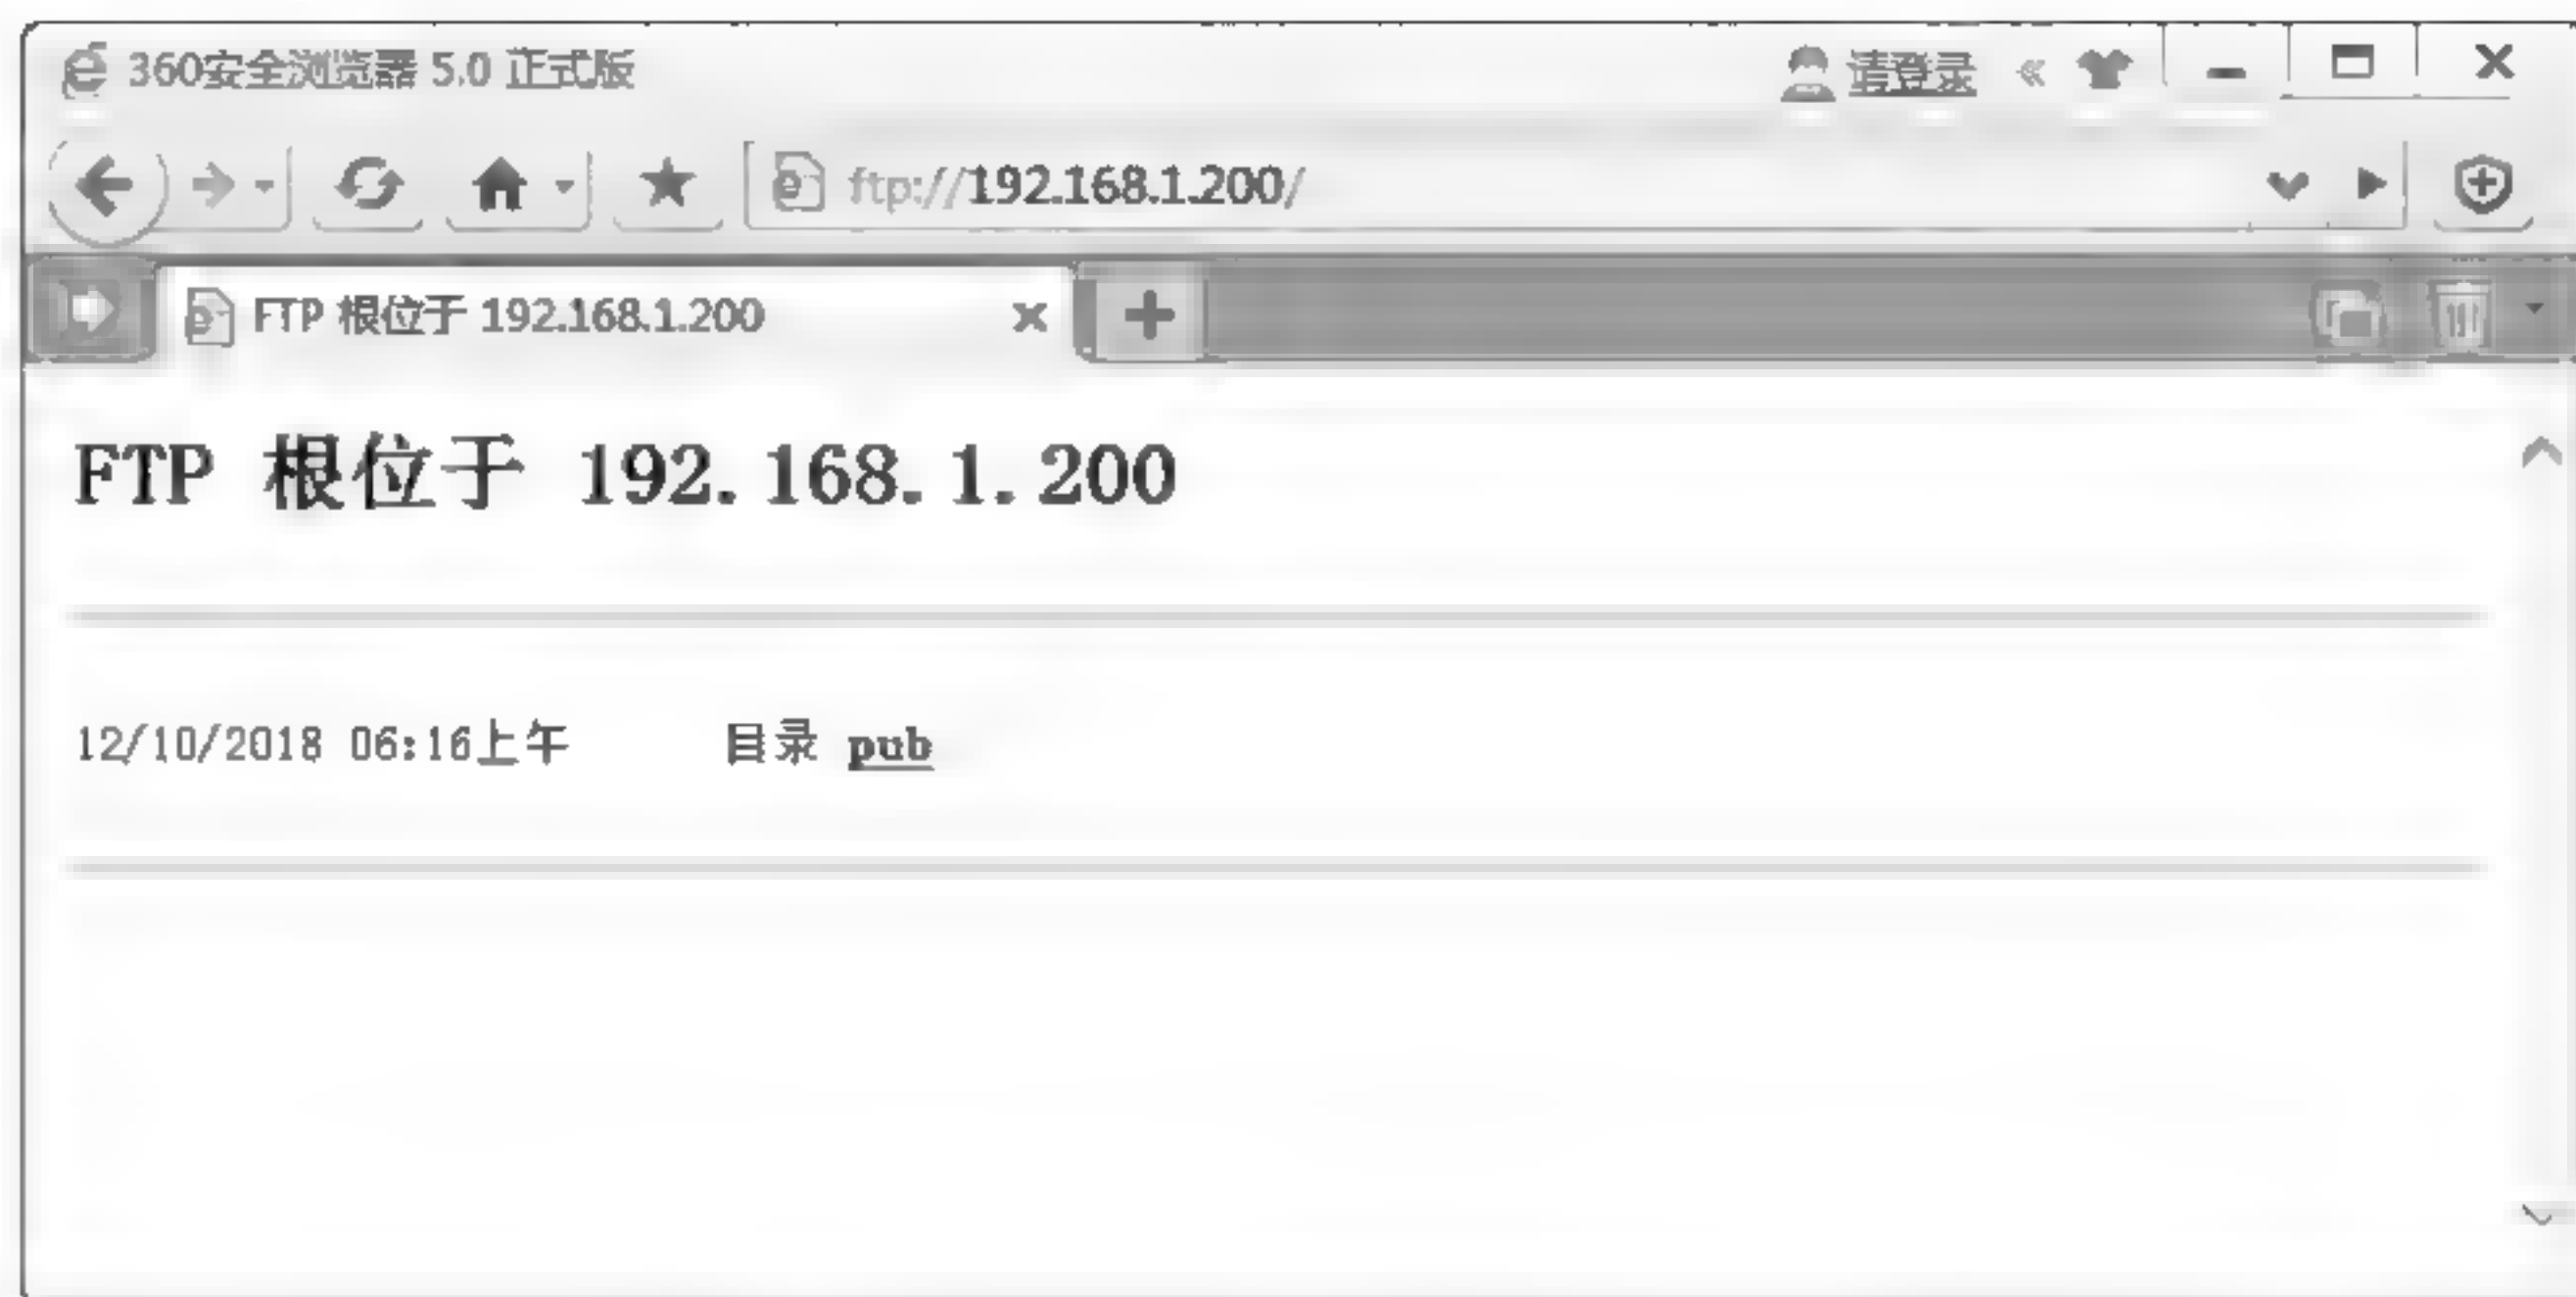 360安全浏览器 5.0 正式版 请登录 «
ftp://192.168.1.200/
FTP 根位于 192.168.1.200
FTP 根位于 192.168.1.200
12/10/2018 06:16上午 目录 pub